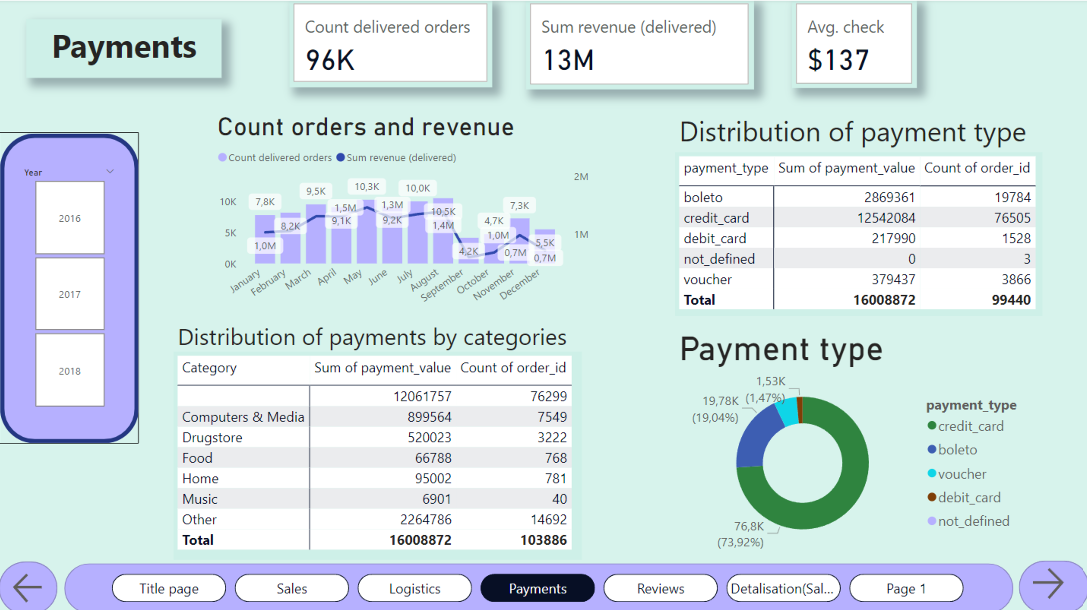 Payments
Count delivered orders
96K
Sum revenue (delivered)
13M
Avg. check
$137
Year
2016
2017
2018
Count orders and revenue
Count delivered orders Sum revenue (delivered)
10K
5K
0K
2M
1M
7,8K
8,2K
9,5K
9,1K
10,3K
9,2K
10,0K
10,5K
4,2K
4,7K
7,3K
5,5K
1,0M
1,5M
1,3M
1,4M
1,0M
0,7M
0,7M
January
February
March
April
May
June
July
August
September
October
November
December
Distribution of payment type
payment_type Sum of payment_value Count of order_id
boleto 2869361 19784
credit_card 12542084 76505
debit_card 217990 1528
not_defined 0 3
voucher 379437 3866
Total 16008872 99440
Distribution of payments by categories
Category Sum of payment_value Count of order_id
12061757 76299
Computers & Media 899564 7549
Drugstore 520023 3222
Food 66788 768
Home 95002 781
Music 6901 40
Other 2264786 14692
Total 16008872 103886
Payment type
1,53K
(1,47%)
19,78K
(19,04%)
76,8K
(73,92%)
payment_type
credit_card
boleto
voucher
debit_card
not_defined
Title page
Sales
Logistics
Payments
Reviews
Detalisation(Sal...
Page 1